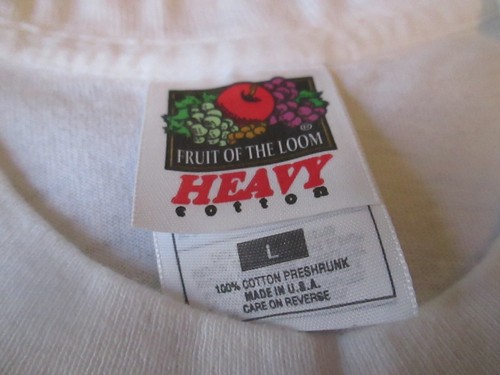 FRUIT OF THE LOOM
HEAVY
cotton
L
100% COTTON PRESHRUNK
MADE IN U.S.A.
CARE ON REVERSE